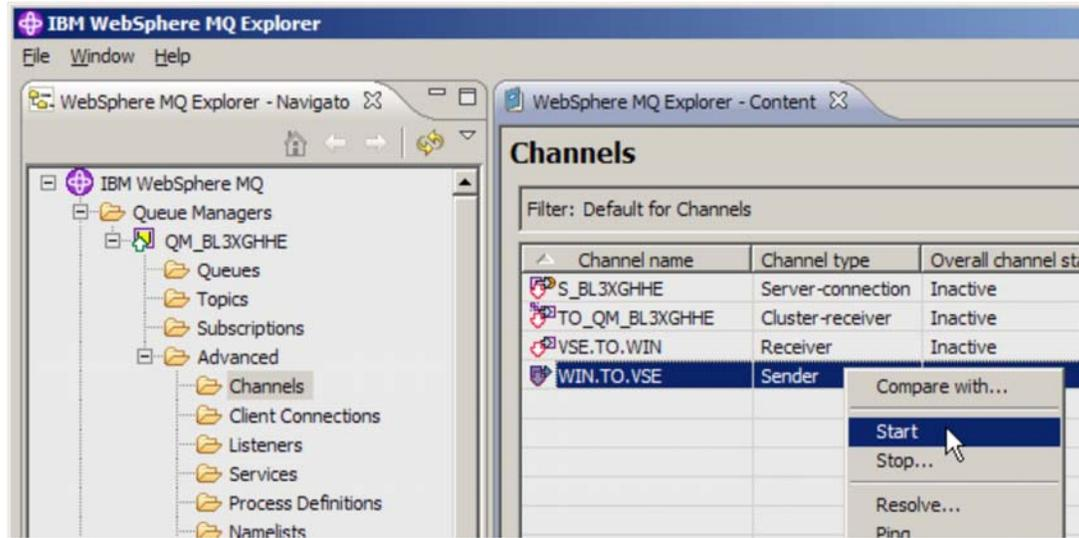 IBM WebSphere MQ Explorer
File Window Help
WebSphere MQ Explorer - Navigato
IBM WebSphere MQ
Queue Managers
QM_BL3XGHHE
Queues
Topics
Subscriptions
Advanced
Channels
Client Connections
Listeners
Services
Process Definitions
Namelists
WebSphere MQ Explorer - Content
Channels
Filter: Default for Channels
Channel name Channel type Overall channel sta
S_BL3XGHHE Server-connection Inactive
TO_QM_BL3XGHHE Cluster-receiver Inactive
VSE.TO.WIN Receiver Inactive
WIN.TO.VSE Sender
Compare with...
Start
Stop...
Resolve...
Ping